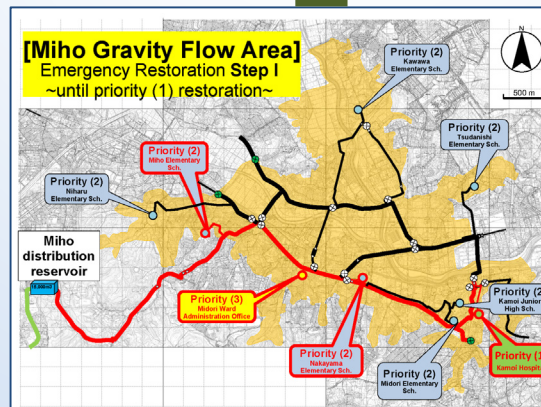 [Miho Gravity Flow Area]
Emergency Restoration Step I
~until priority (1) restoration~
N
500 m
Priority (2)
Kawawa
Elementary Sch.
Priority (2)
Tsudanishi
Elementary Sch.
Priority (2)
Miho Elementary
Sch.
Priority (2)
Niharu
Elementary Sch.
Miho
distribution
reservoir
Priority (3)
Midori Ward
Administration Office
Priority (2)
Nakayama
Elementary Sch.
Priority (2)
Kamoi Junior
High Sch.
Priority (2)
Midori Elementary
Sch.
Priority (1
Kamoi Hospit